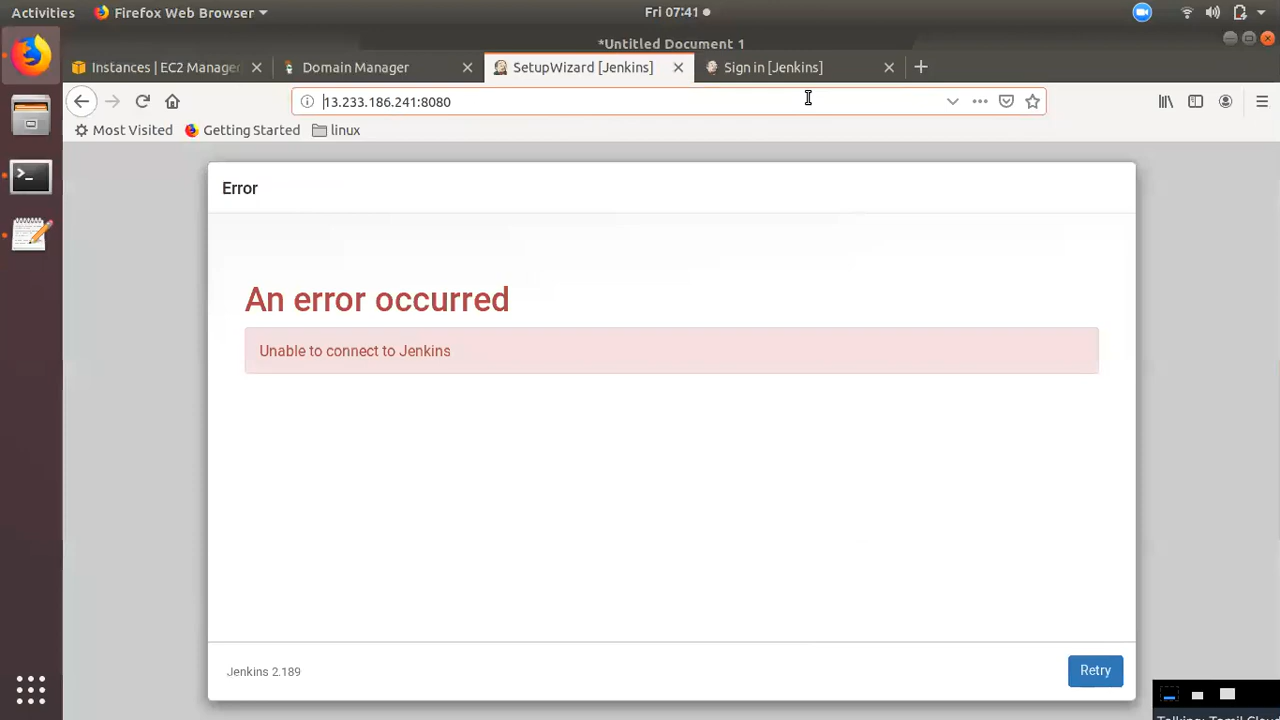 Activities
Firefox Web Browser
Fri 07:41
*Untitled Document 1
Instances | EC2 Manager
Domain Manager
SetupWizard [Jenkins]
Sign in [Jenkins]
13.233.186.241:8080
Most Visited
Getting Started
linux
Error
An error occurred
Unable to connect to Jenkins
Jenkins 2.189
Retry
Talking: Tamil